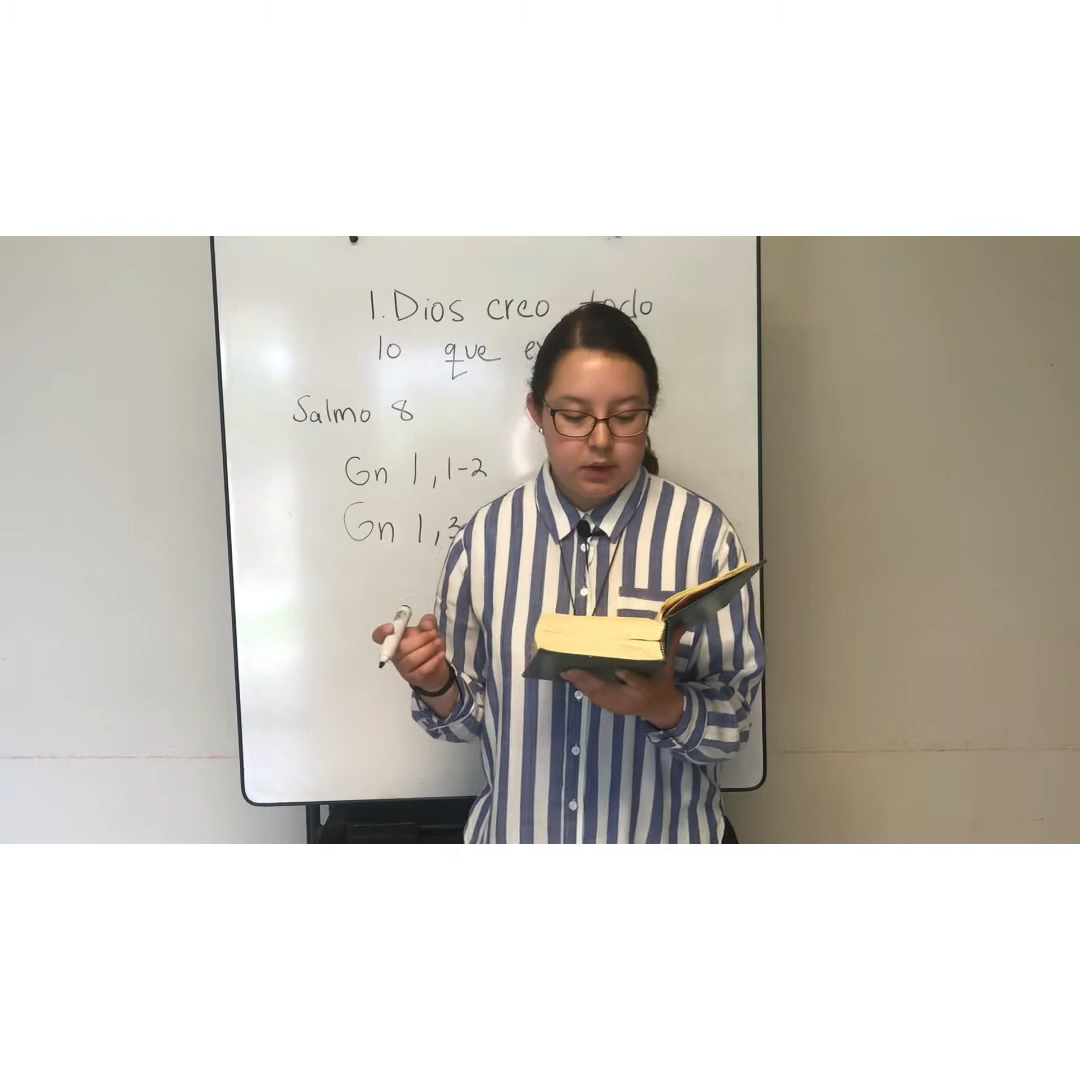 1. Dios creo todo
lo que
Salmo 8
Gn 1, 1-2
Gn 1, 3